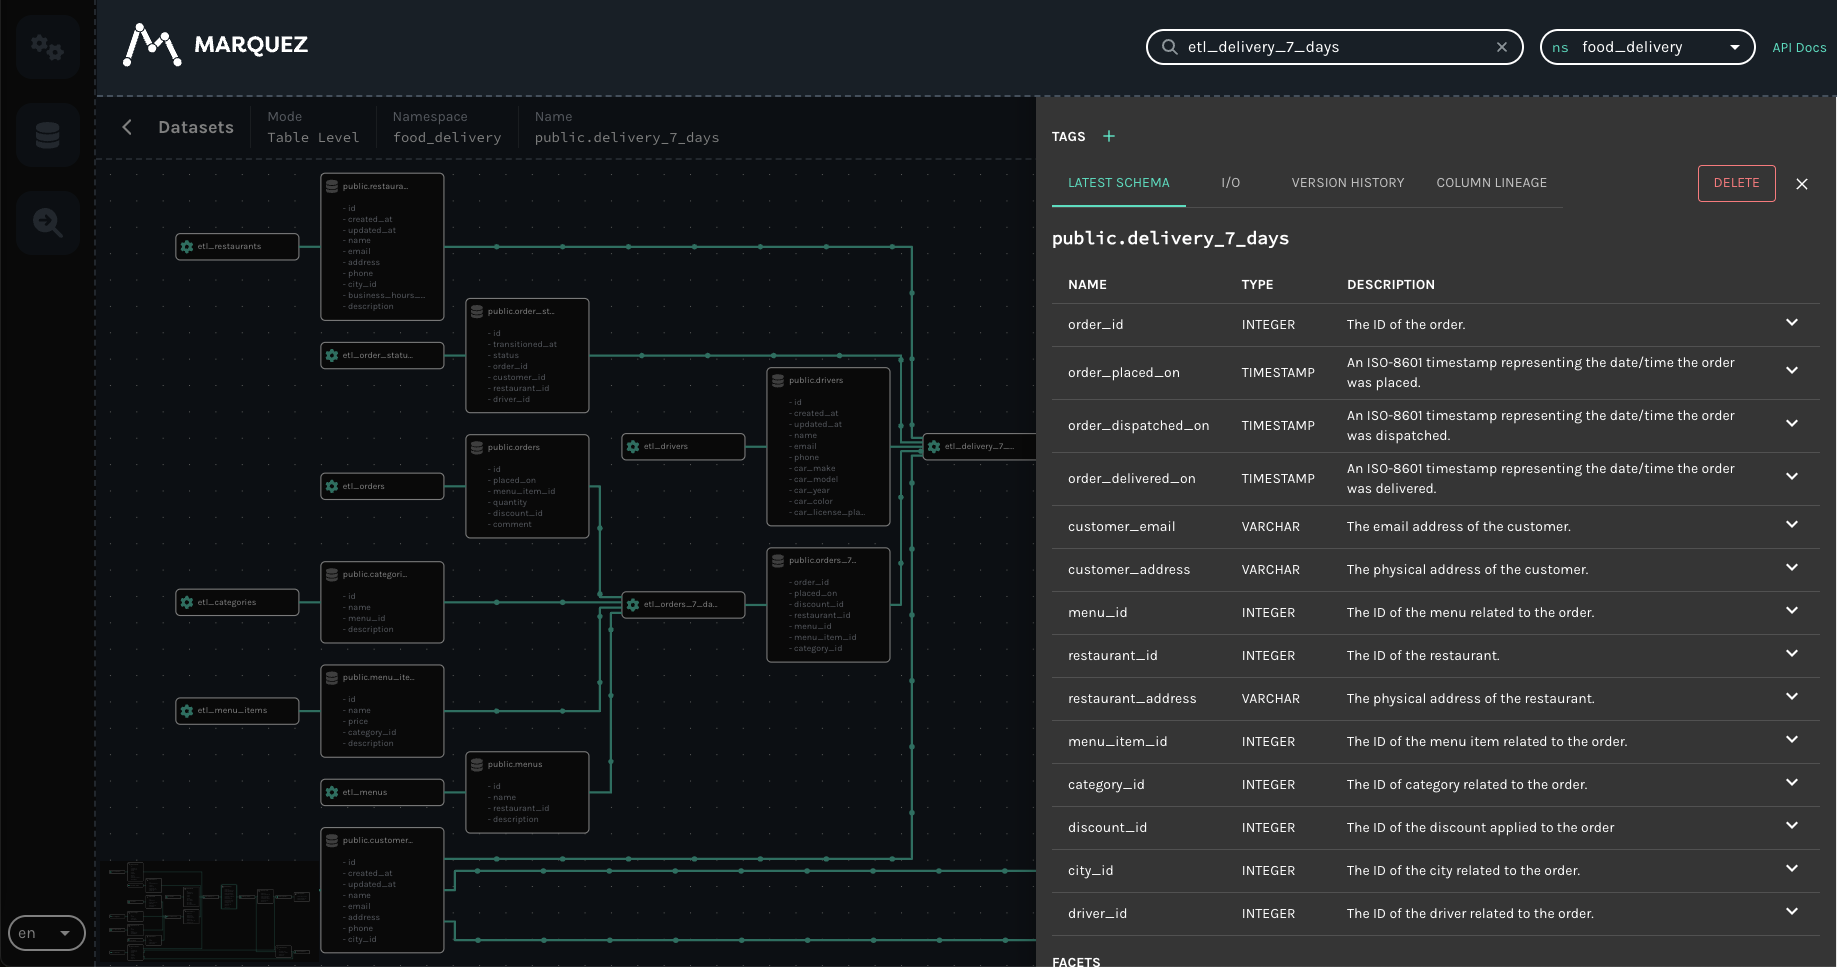 MARQUEZ
etl_delivery_7_days
ns food_delivery
API Docs
Datasets
Mode
Table Level
Namespace
food_delivery
Name
public.delivery_7_days
etl_restaurants
public.restaura...
- id
- created_at
- updated_at
- name
- email
- address
- phone
- city_id
- business_hours_...
- description
etl_order_statu...
public.order_st...
- id
- transitioned_at
- status
- order_id
- customer_id
- restaurant_id
- driver_id
etl_orders
public.orders
- id
- placed_on
- menu_item_id
- quantity
- discount_id
- comment
etl_drivers
public.drivers
- id
- created_at
- updated_at
- name
- email
- phone
- car_make
- car_model
- car_year
- car_color
- car_license_pla...
etl_delivery_7_...
etl_categories
public.categori...
- id
- name
- menu_id
- description
etl_orders_7_da...
public.orders_7...
- order_id
- placed_on
- discount_id
- restaurant_id
- menu_id
- menu_item_id
- category_id
etl_menu_items
public.menu_ite...
- id
- name
- price
- category_id
- description
etl_menus
public.menus
- id
- name
- restaurant_id
- description
public.customer...
- id
- created_at
- updated_at
- name
- email
- address
- phone
- city_id
en
TAGS +
LATEST SCHEMA I/O VERSION HISTORY COLUMN LINEAGE
DELETE
public.delivery_7_days
NAME TYPE DESCRIPTION
order_id INTEGER The ID of the order.
order_placed_on TIMESTAMP An ISO-8601 timestamp representing the date/time the order
was placed.
order_dispatched_on TIMESTAMP An ISO-8601 timestamp representing the date/time the order
was dispatched.
order_delivered_on TIMESTAMP An ISO-8601 timestamp representing the date/time the order
was delivered.
customer_email VARCHAR The email address of the customer.
customer_address VARCHAR The physical address of the customer.
menu_id INTEGER The ID of the menu related to the order.
restaurant_id INTEGER The ID of the restaurant.
restaurant_address VARCHAR The physical address of the restaurant.
menu_item_id INTEGER The ID of the menu item related to the order.
category_id INTEGER The ID of category related to the order.
discount_id INTEGER The ID of the discount applied to the order
city_id INTEGER The ID of the city related to the order.
driver_id INTEGER The ID of the driver related to the order.
FACETS